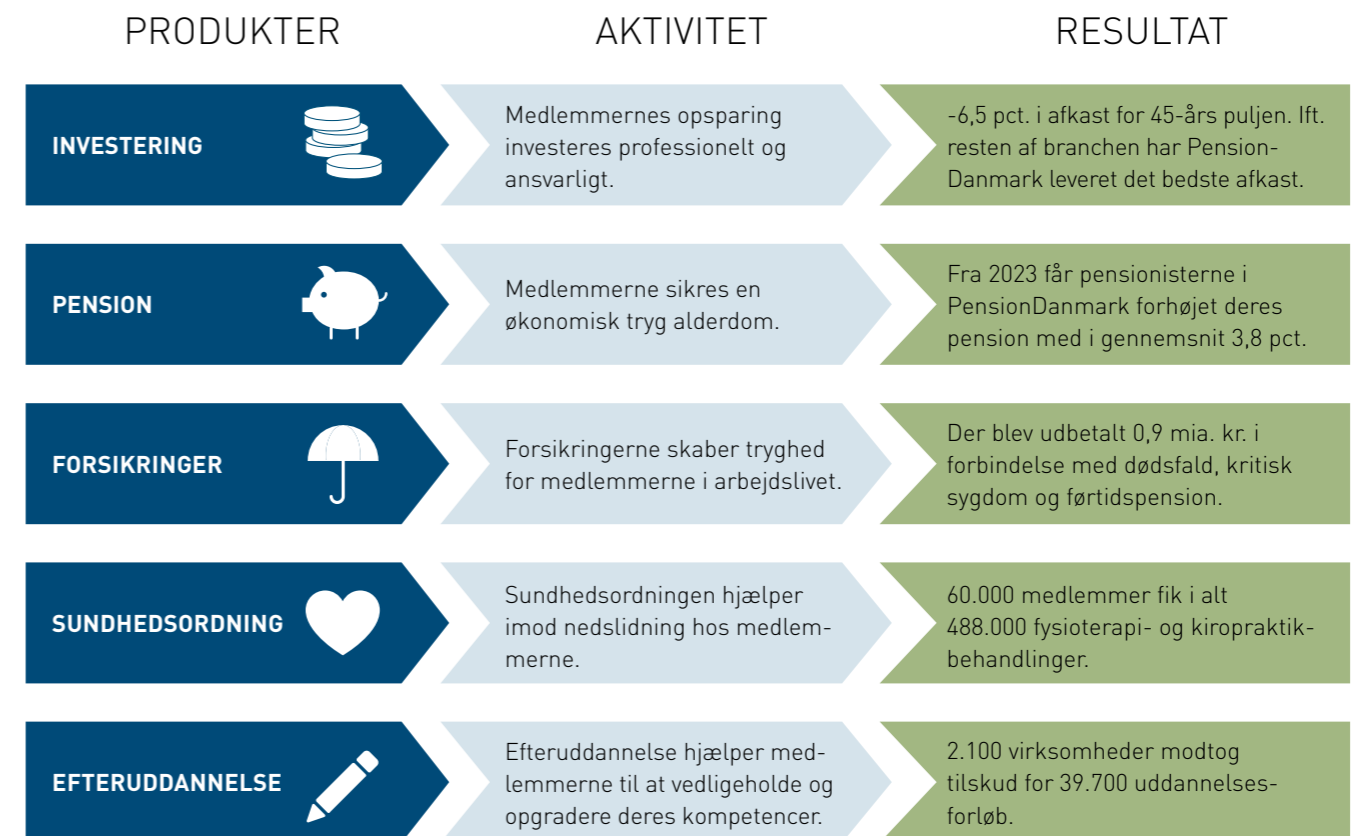 PRODUKTER
AKTIVITET
RESULTAT
INVESTERING
Medlemmernes opsparing
investeres professionelt og
ansvarligt.
-6,5 pct. i afkast for 45-års puljen. Ift.
resten af branchen har Pension-
Danmark leveret det bedste afkast.
PENSION
Medlemmerne sikres en
økonomisk tryg alderdom.
Fra 2023 får pensionisterne i
PensionDanmark forhøjet deres
pension med i gennemsnit 3,8 pct.
FORSIKRINGER
Forsikringerne skaber tryghed
for medlemmerne i arbejdslivet.
Der blev udbetalt 0,9 mia. kr. i
forbindelse med dødsfald, kritisk
sygdom og førtidspension.
SUNDHEDSORDNING
Sundhedsordningen hjælper
imod nedslidning hos medlem-
merne.
60.000 medlemmer fik i alt
488.000 fysioterapi- og kiropraktik-
behandlinger.
EFTERUDDANNELSE
Efteruddannelse hjælper med-
lemmerne til at vedligeholde og
opgradere deres kompetencer.
2.100 virksomheder modtog
tilskud for 39.700 uddannelses-
forløb.